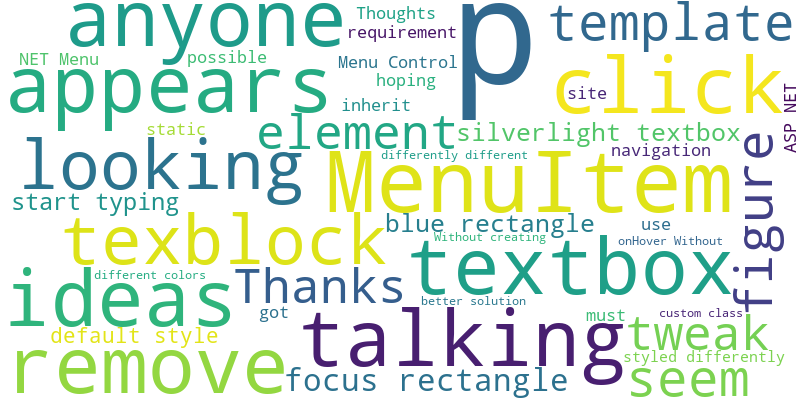 anyone
Thoughts
requirement
p
template
NET Menu
possible
Menu Control
hoping
appears
inherit
click
site
ASP NET
static
element
silverlight textbox
looking
differently different
navigation
MenuItem
figure
start typing
texblock
blue rectangle
use
Without creating
onHover Without
textbox
different colors
ideas
Thanks
got
better solution
must
custom class
default style
talking
tweak
styled differently
remove
focus rectangle
seem